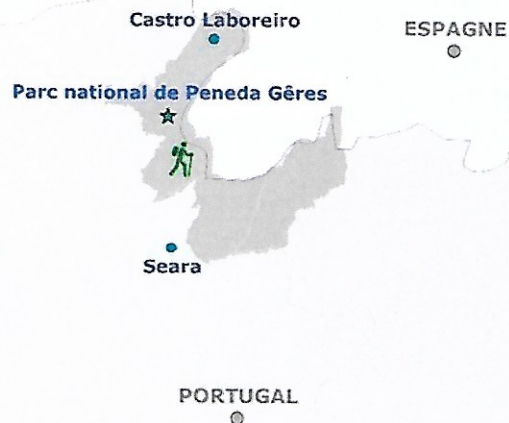 Castro Laboreiro
ESPAGNE
Parc national de Peneda Gêres
Seara
PORTUGAL